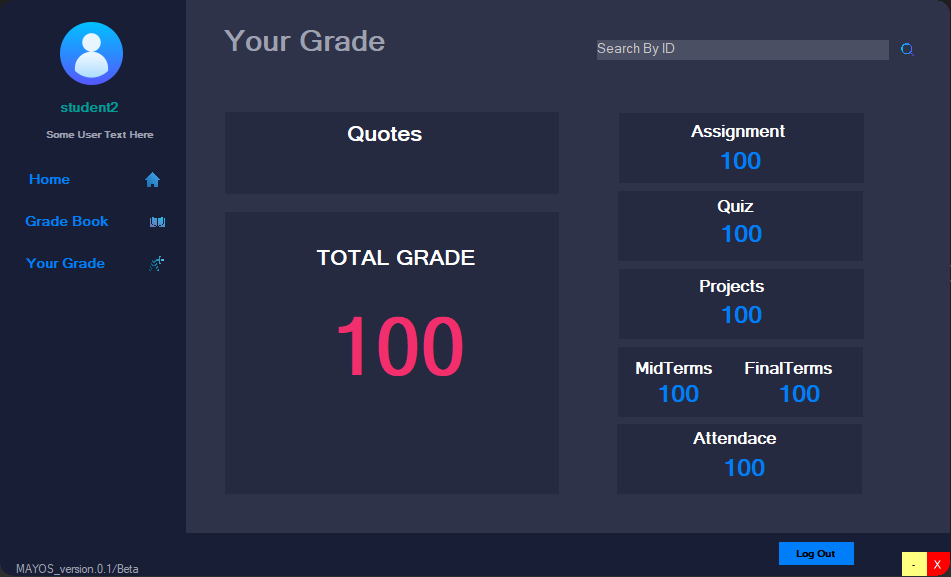 student2
Some User Text Here
Home
Grade Book
Your Grade
MAYOS_version.0.1/Beta
Your Grade
Search By ID
Quotes
TOTAL GRADE
100
Assignment
100
Quiz
100
Projects
100
MidTerms FinalTerms
100 100
Attendace
100
Log Out
- X